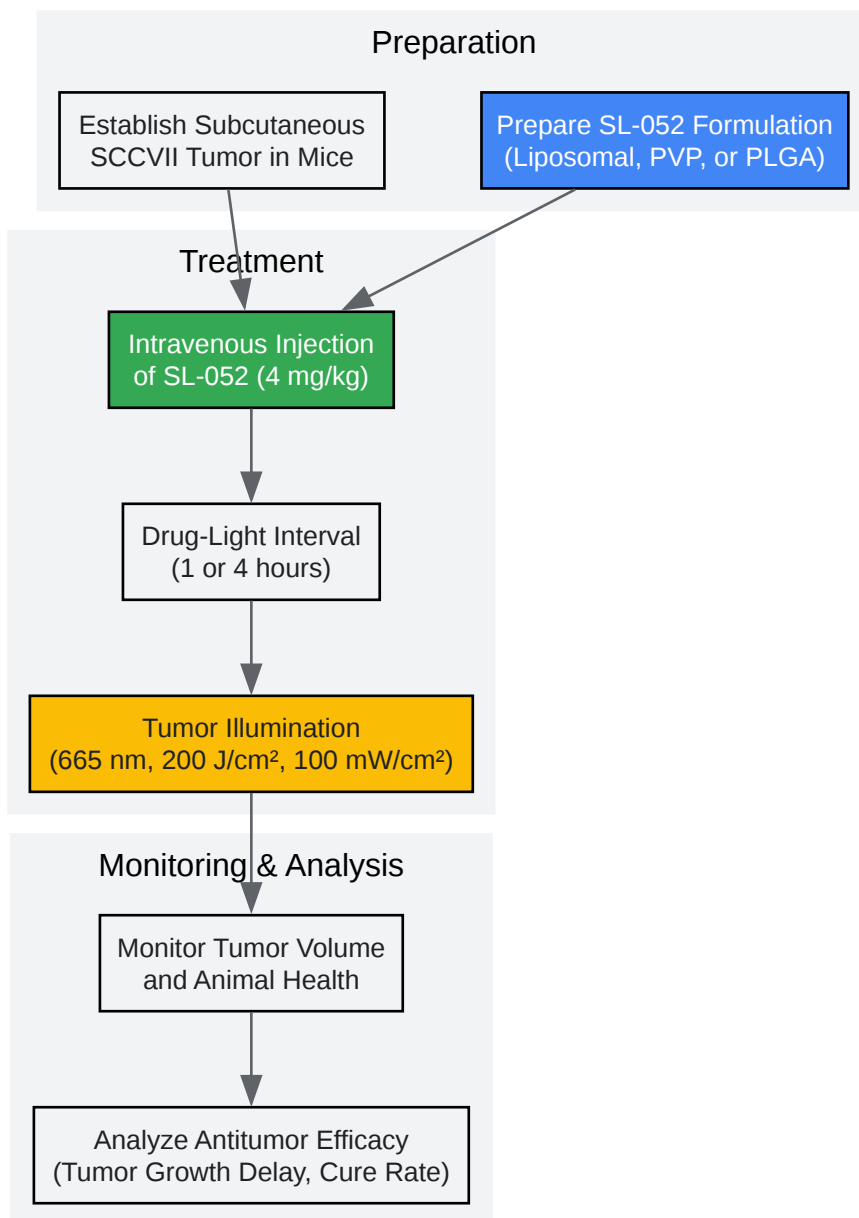 Preparation
Establish Subcutaneous
SCCVII Tumor in Mice
Prepare SL-052 Formulation
(Liposomal, PVP, or PLGA)
Treatment
Intravenous Injection
of SL-052 (4 mg/kg)
Drug-Light Interval
(1 or 4 hours)
Tumor Illumination
(665 nm, 200 J/cm², 100 mW/cm²)
Monitoring & Analysis
Monitor Tumor Volume
and Animal Health
Analyze Antitumor Efficacy
(Tumor Growth Delay, Cure Rate)